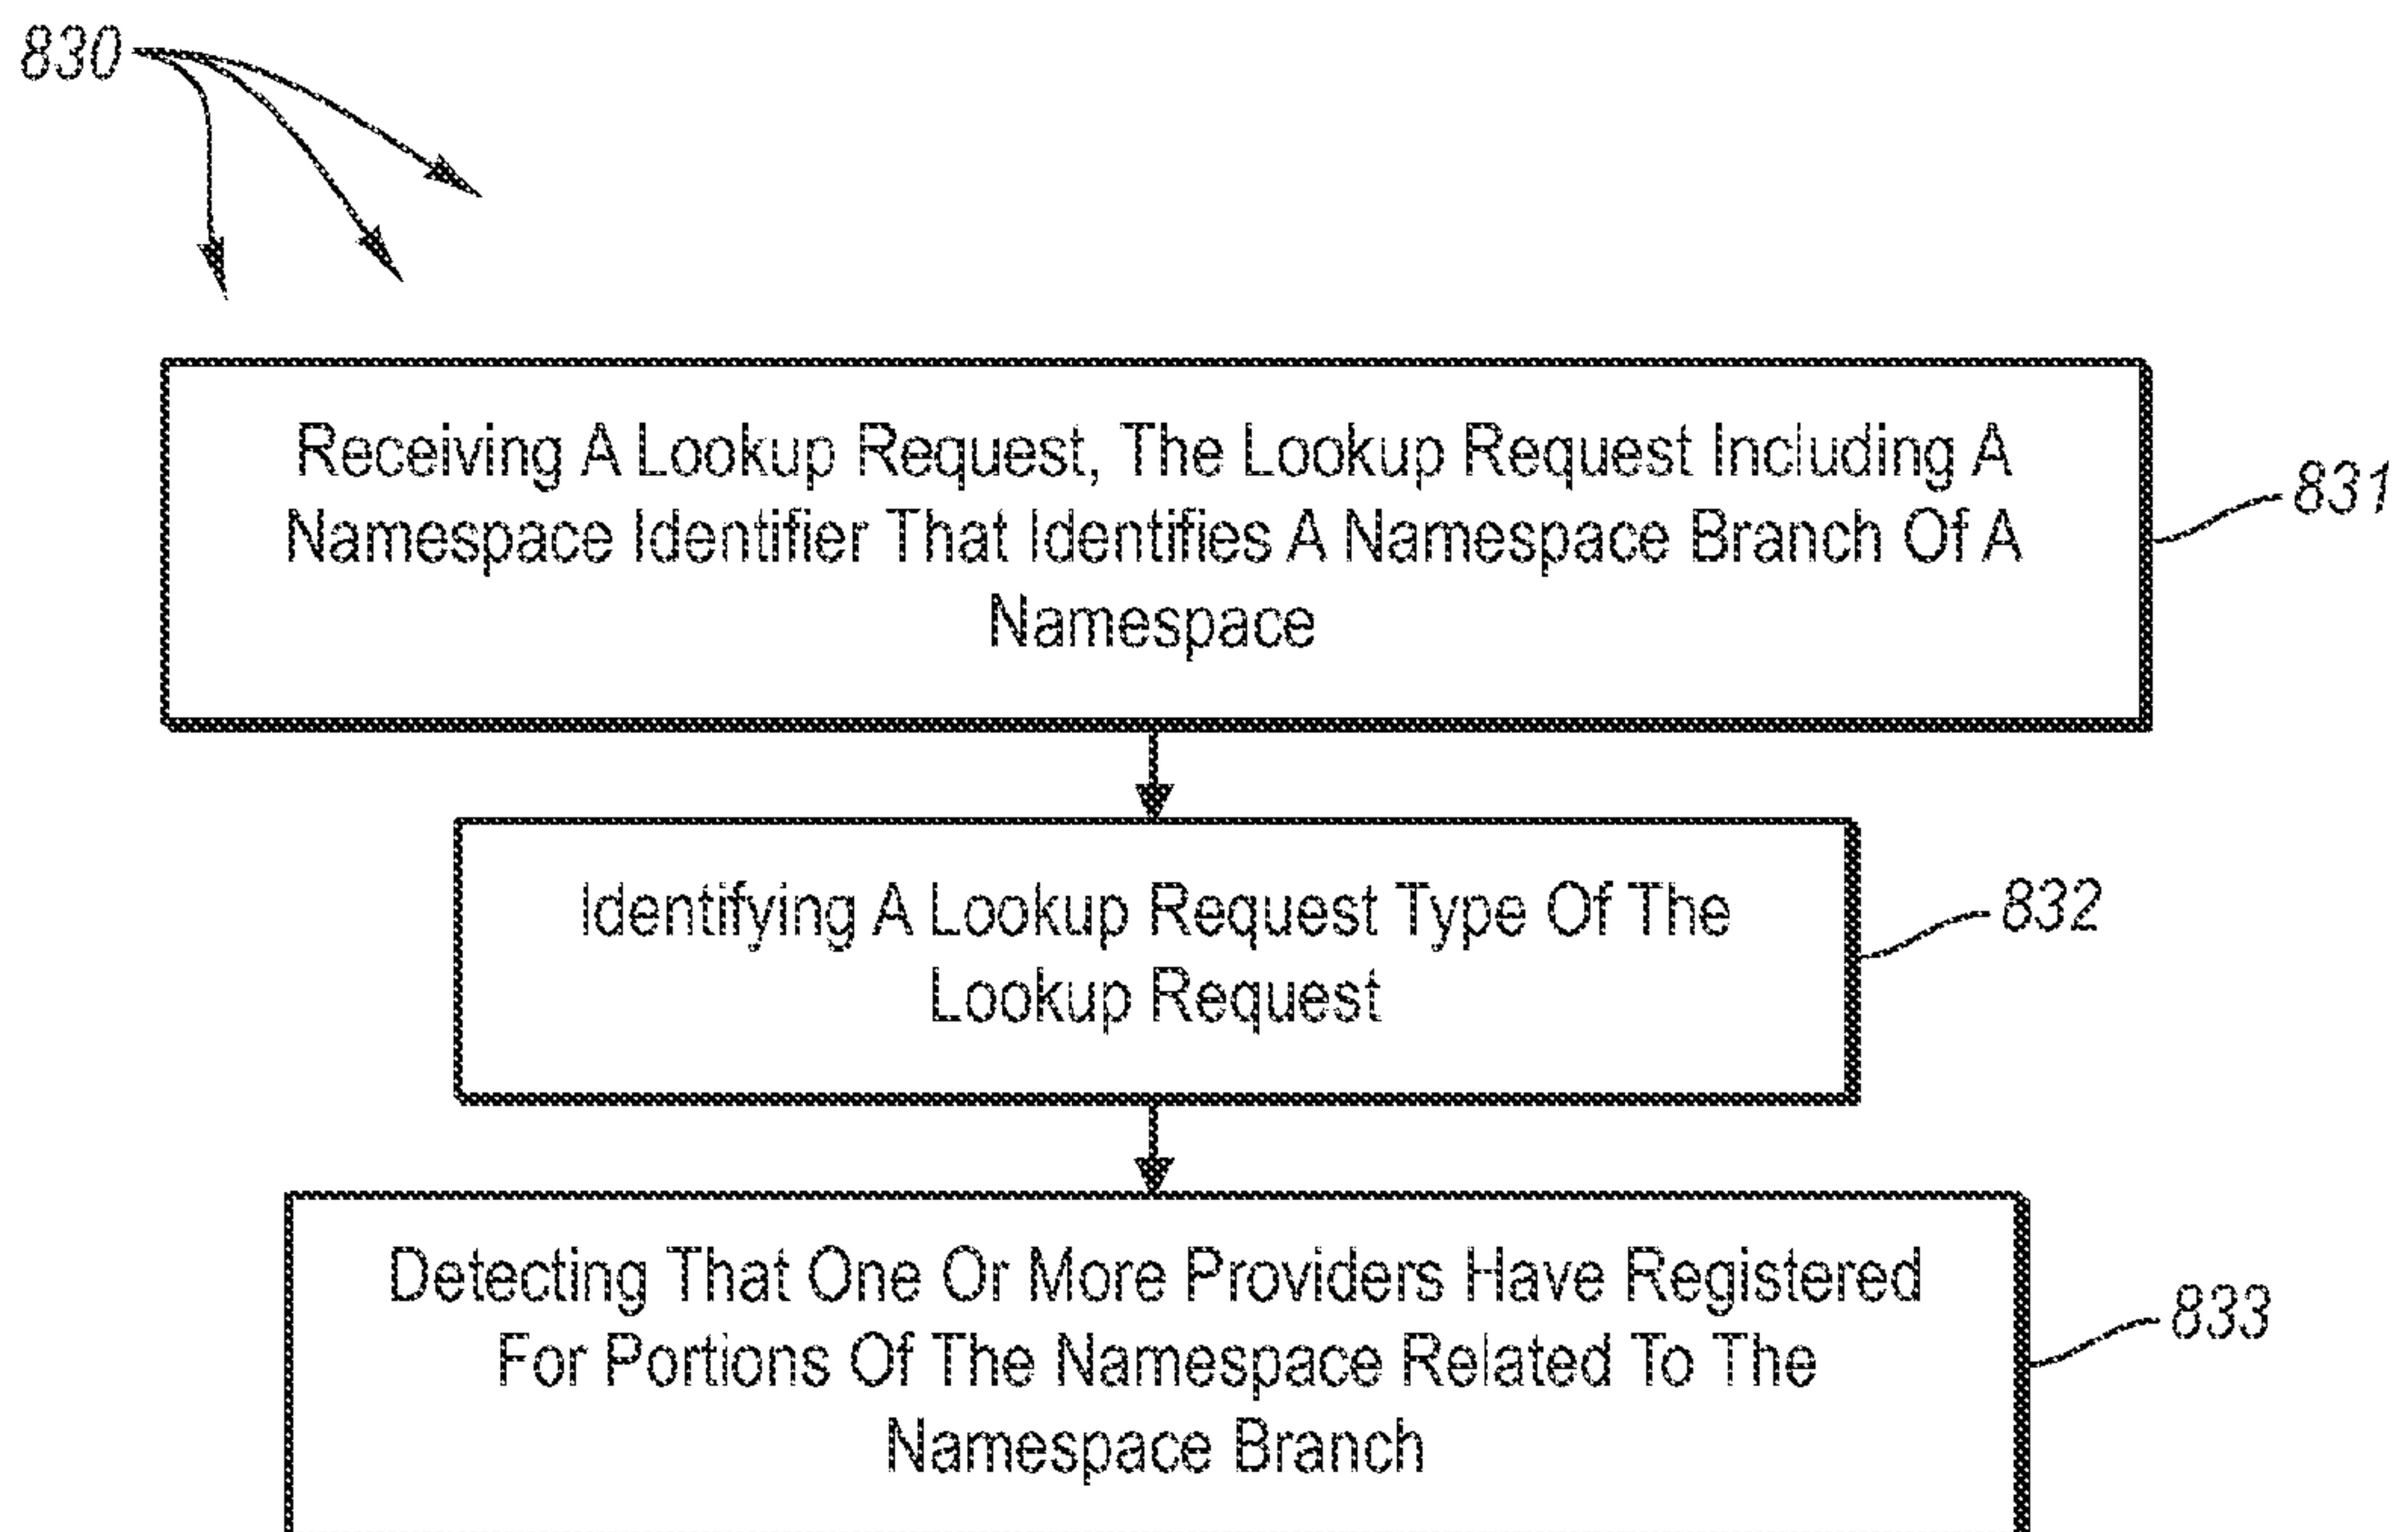 830
Receiving A Lookup Request, The Lookup Request Including A
Namespace Identifier That Identifies A Namespace Branch Of A
Namespace
831
Identifying A Lookup Request Type Of The
Lookup Request
832
Detecting That One Or More Providers Have Registered
For Portions Of The Namespace Related To The
Namespace Branch
833